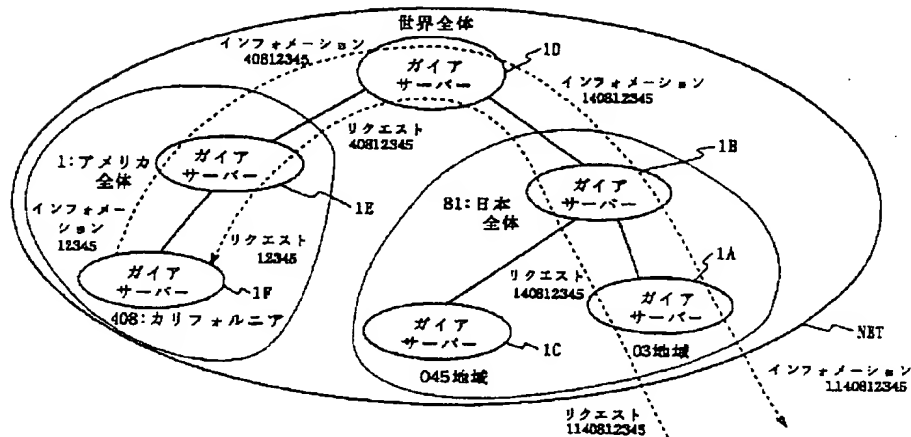 世界全体
インフォメーション
40812345
1D
ガイア
サーバー
インフォメーション
140812345
リクエスト
40812345
1B
1:アメリカ
全体
ガイア
サーバー
1E
ガイア
サーバー
81:日本
全体
インフォメー
ション
12345
リクエスト
12345
1A
ガイア
サーバー
1F
408:カリフォルニア
リクエスト
140812345
ガイア
サーバー
ガイア
サーバー
1C
NET
045地域
03地域
インフォメーション
1140812345
リクエスト
1140812345